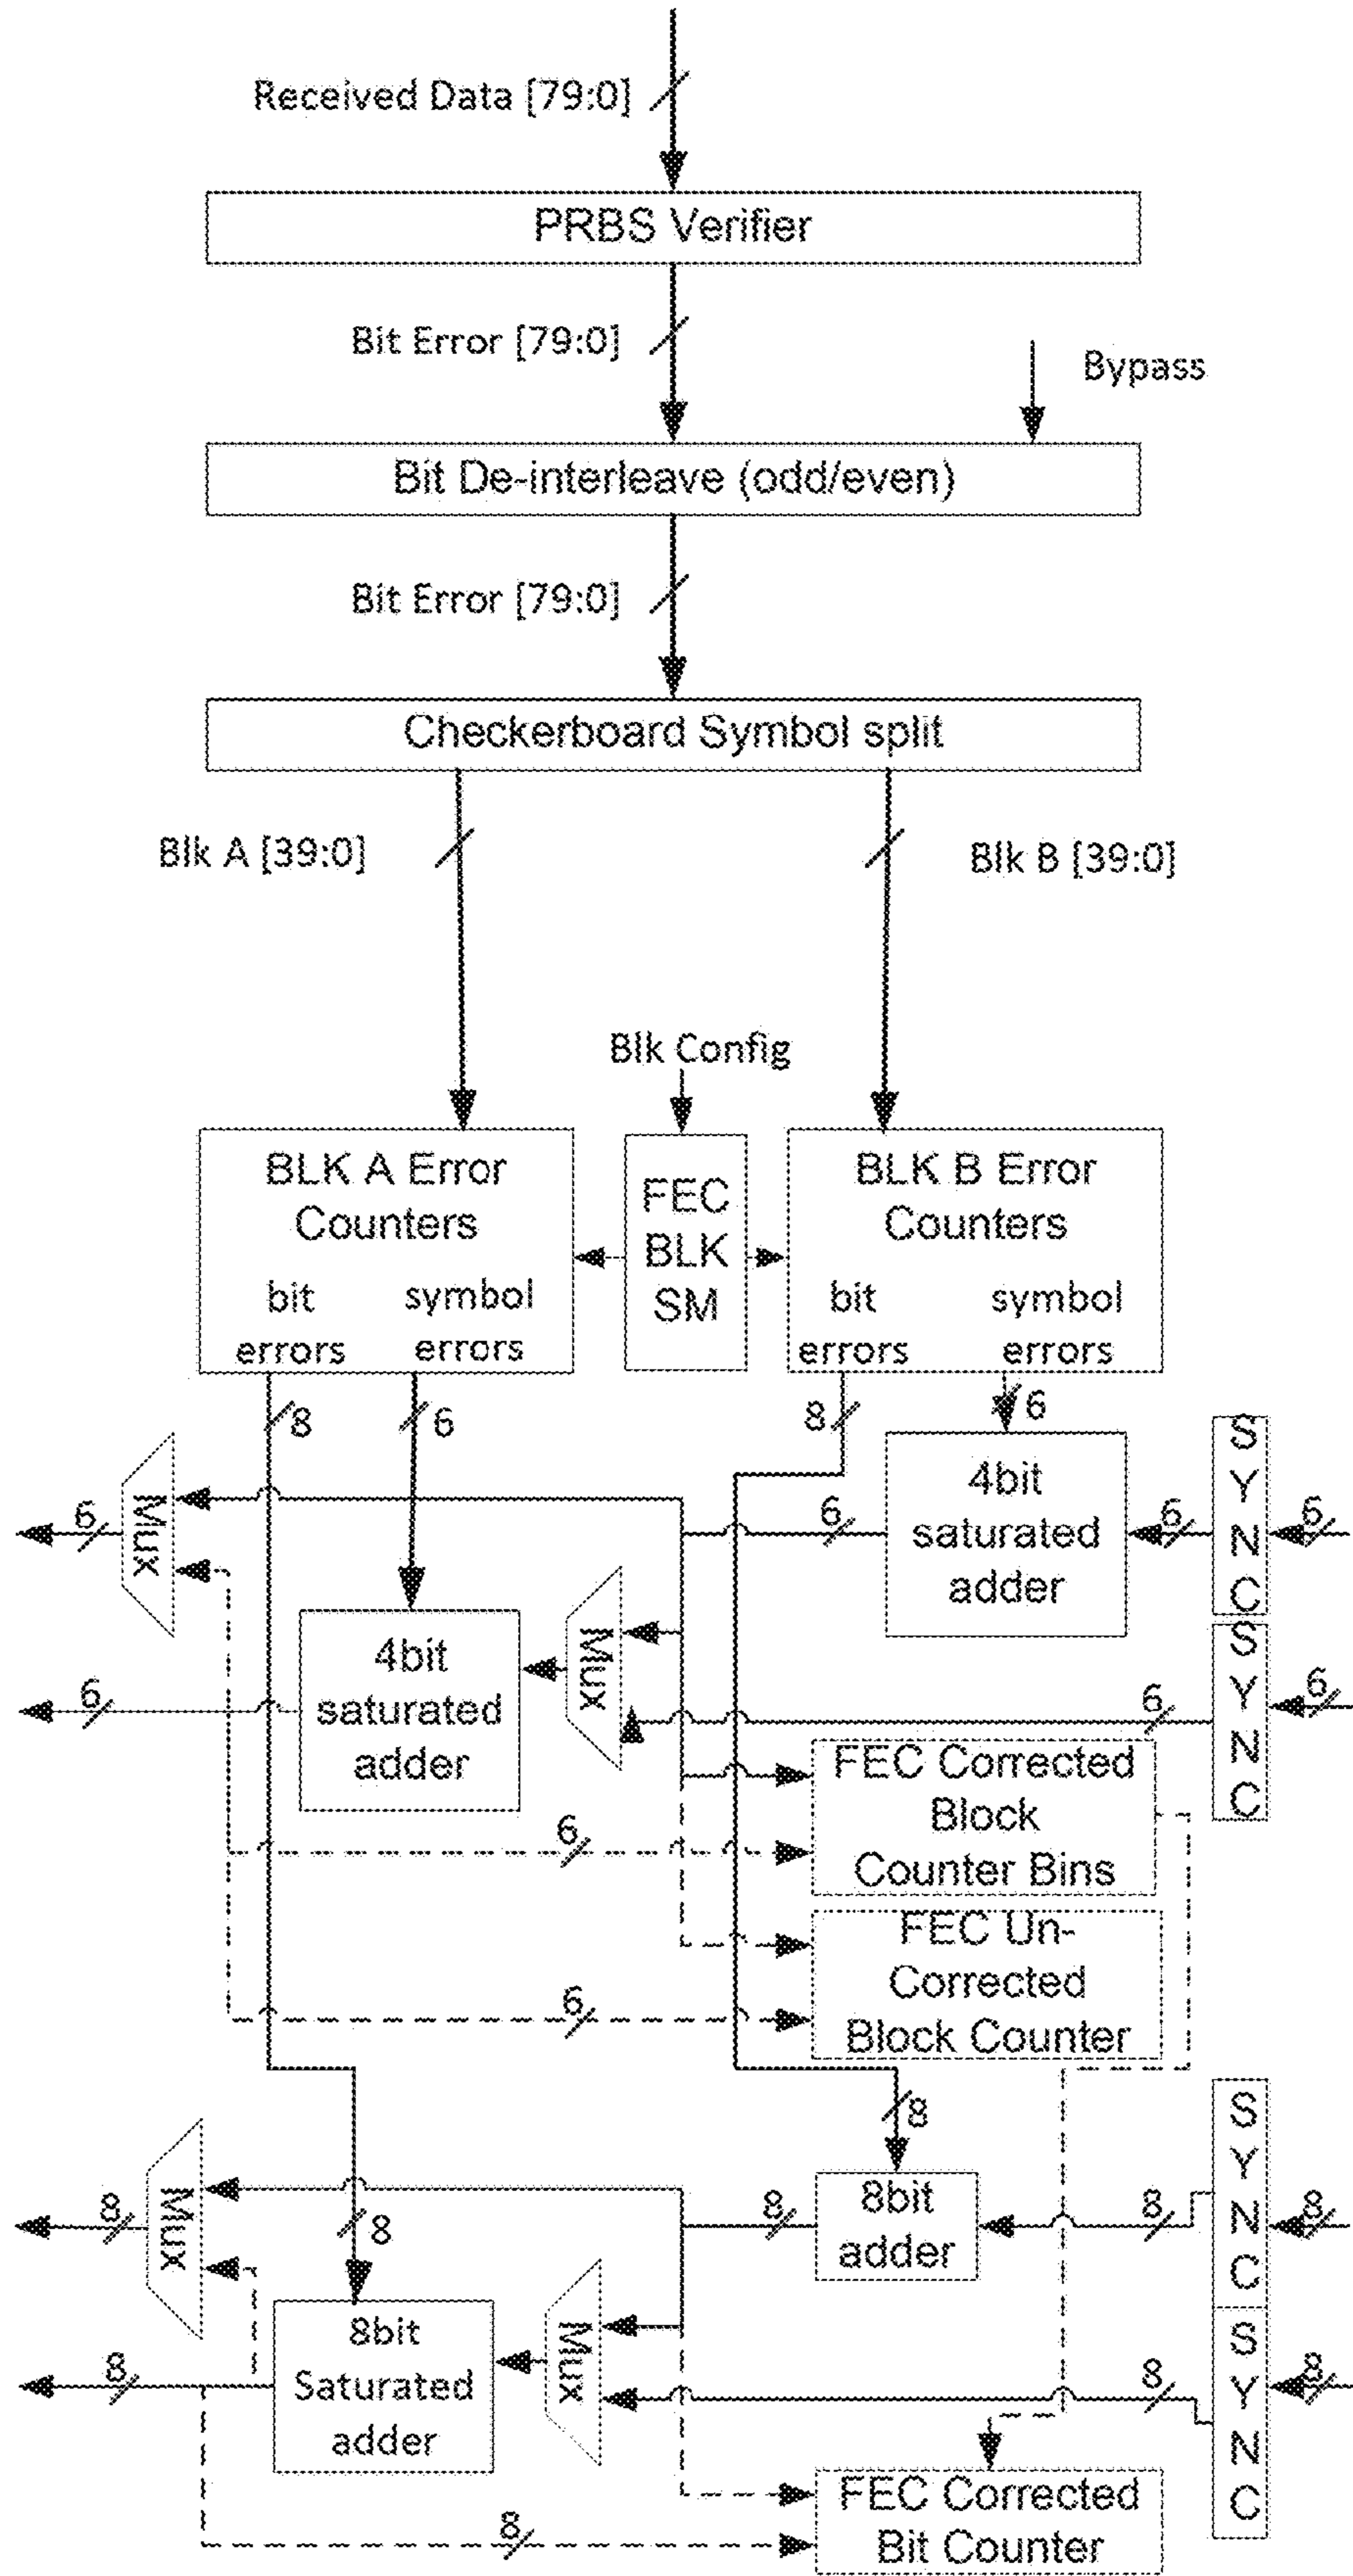 Received Data [79:0]
PRBS Verifier
Bit Error [79:0]
Bypass
Bit De-interleave (odd/even)
Bit Error [79:0]
Checkerboard Symbol split
Blk A [39:0]
Blk B [39:0]
Blk Config
BLK A Error
Counters
bit
errors
symbol
errors
FEC
BLK
SM
BLK B Error
Counters
bit
errors
symbol
errors
8
6
8
6
Mux
6
4bit
saturated
adder
6
6
S
Y
N
C
6
4bit
saturated
adder
6
Mux
6
S
Y
N
C
6
FEC Corrected
Block
Counter Bins
6
FEC Un-
Corrected
Block Counter
6
8
Mux
8
8
8bit
adder
8
8
S
Y
N
C
8
8bit
Saturated
adder
8
Mux
8
S
Y
N
C
8
FEC Corrected
Bit Counter
8